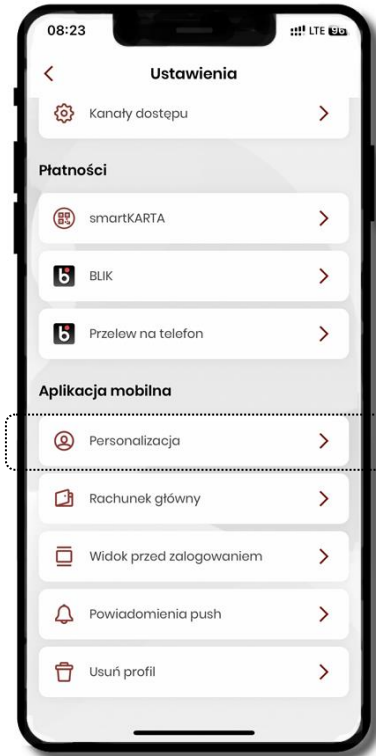 08:23
LTE 96
Ustawienia
Kanały dostępu
Płatności
smartKARTA
BLIK
Przelew na telefon
Aplikacja mobilna
Personalizacja
Rachunek główny
Widok przed zalogowaniem
Powiadomienia push
Usuń profil